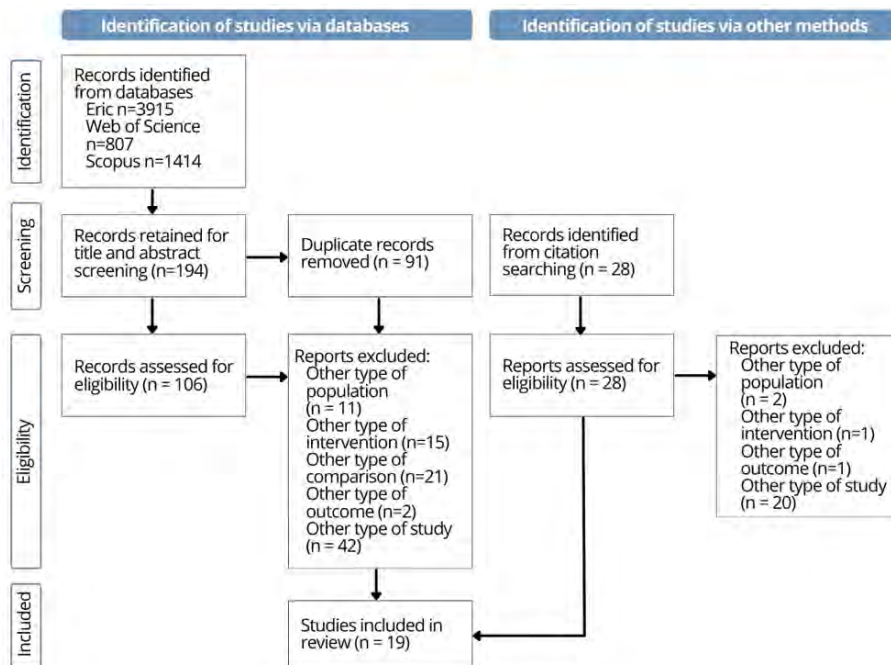 Identification of studies via databases
Identification of studies via other methods
Identification
Records identified
from databases
Eric n=3915
Web of Science
n=807
Scopus n=1414
Screening
Records retained for
title and abstract
screening (n=194)
Duplicate records
removed (n = 91)
Records identified
from citation
searching (n = 28)
Eligibility
Records assessed for
eligibility (n = 106)
Reports excluded:
Other type of
population
(n = 11)
Other type of
intervention (n=15)
Other type of
comparison (n=21)
Other type of
outcome (n=2)
Other type of study
(n = 42)
Reports assessed for
eligibility (n = 28)
Reports excluded:
Other type of
population
(n = 2)
Other type of
intervention (n=1)
Other type of
outcome (n=1)
Other type of study
(n = 20)
Included
Studies included in
review (n = 19)